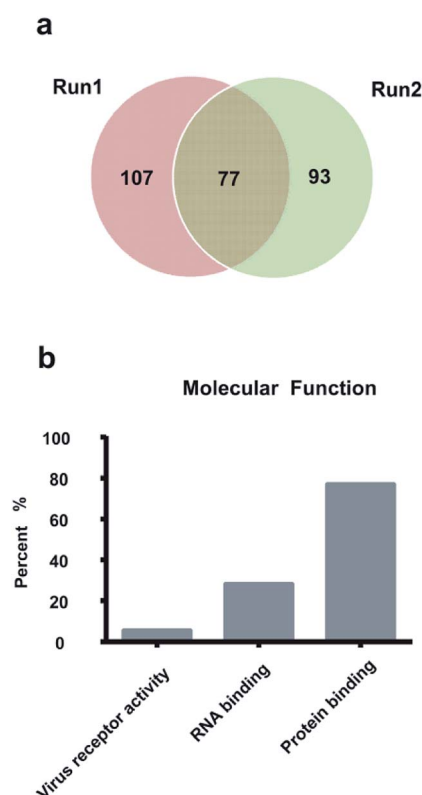 a
Run1
Run2
107
77
93
b
Molecular Function
Percent %
100
80
60
40
20
0
Virus receptor activity
RNA binding
Protein binding